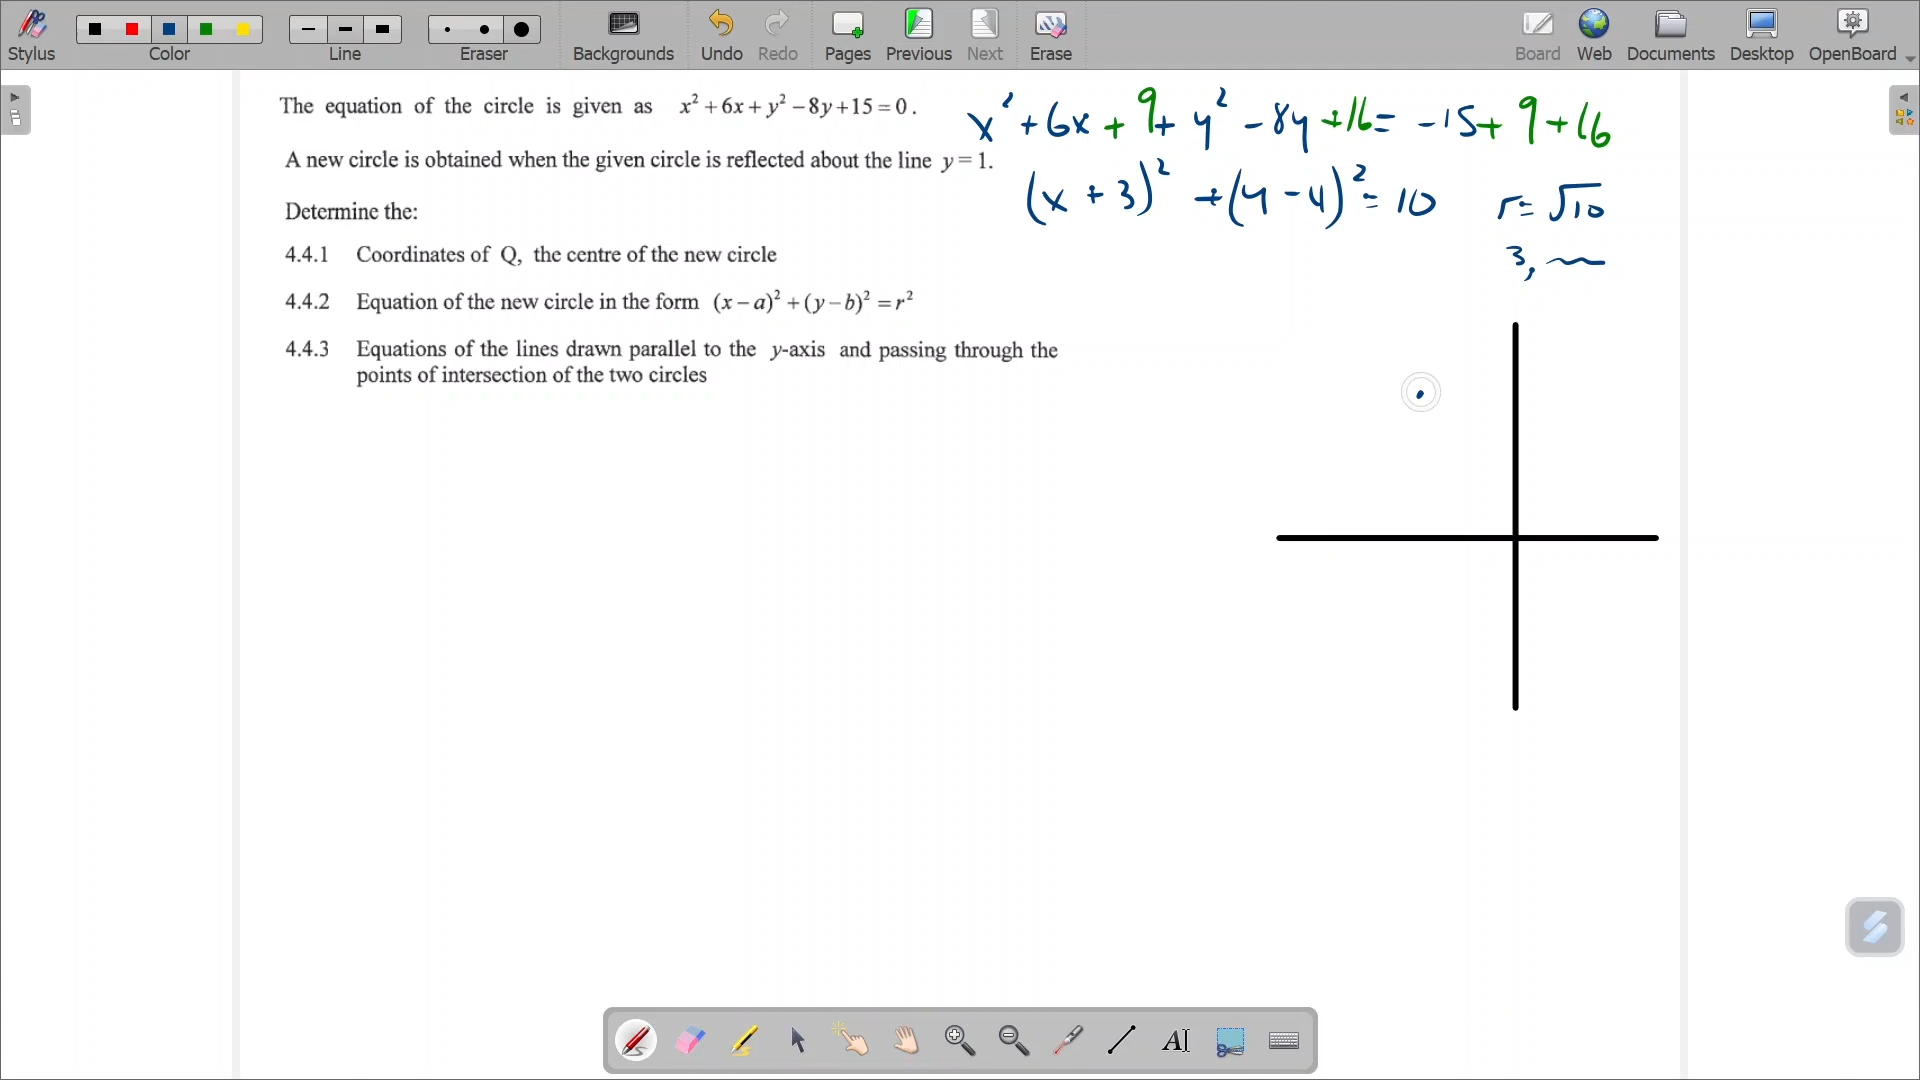 Stylus Color Line Eraser Backgrounds Undo Redo Pages Previous Next Erase Board Web Documents Desktop OpenBoard
The equation of the circle is given as x² + 6x + y² − 8y + 15 = 0.
A new circle is obtained when the given circle is reflected about the line y = 1.
Determine the:
4.4.1 Coordinates of Q, the centre of the new circle
4.4.2 Equation of the new circle in the form (x − a)² + (y − b)² = r²
4.4.3 Equations of the lines drawn parallel to the y-axis and passing through the
points of intersection of the two circles
x² + 6x + 9 + y² − 8y + 16 = −15 + 9 + 16
(x + 3)² + (y − 4)² = 10 r = √10
3,
AI